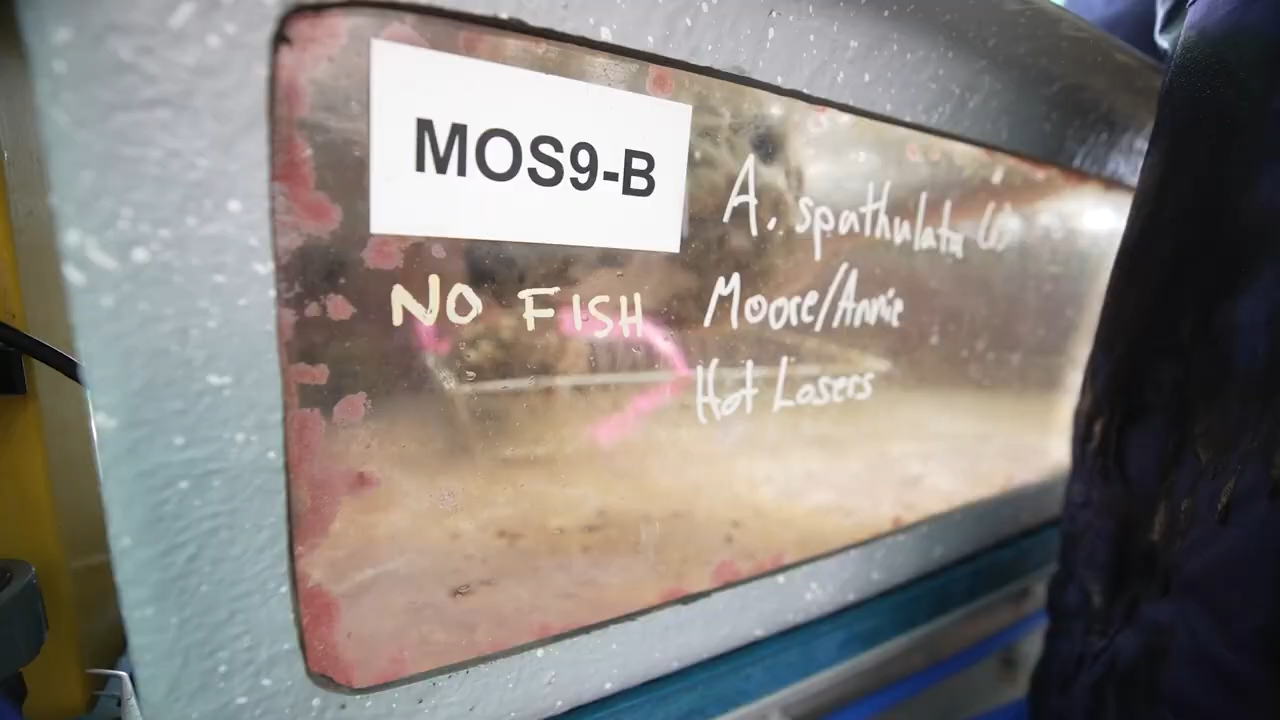 MOS9-B
NO FISH
A. spathulata
Moore/Annie
Hot Losers